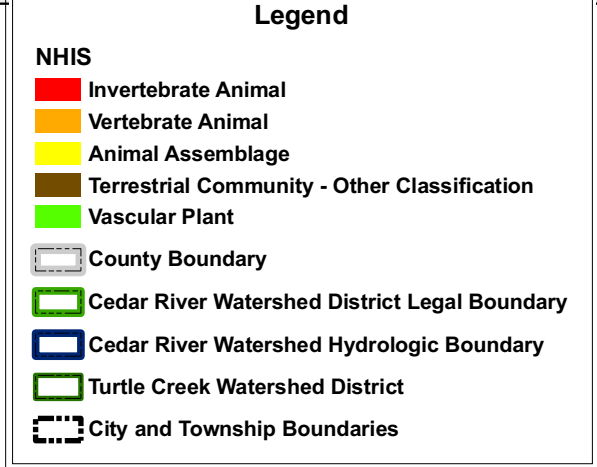 Legend
NHIS
Invertebrate Animal
Vertebrate Animal
Animal Assemblage
Terrestrial Community - Other Classification
Vascular Plant
County Boundary
Cedar River Watershed District Legal Boundary
Cedar River Watershed Hydrologic Boundary
Turtle Creek Watershed District
City and Township Boundaries